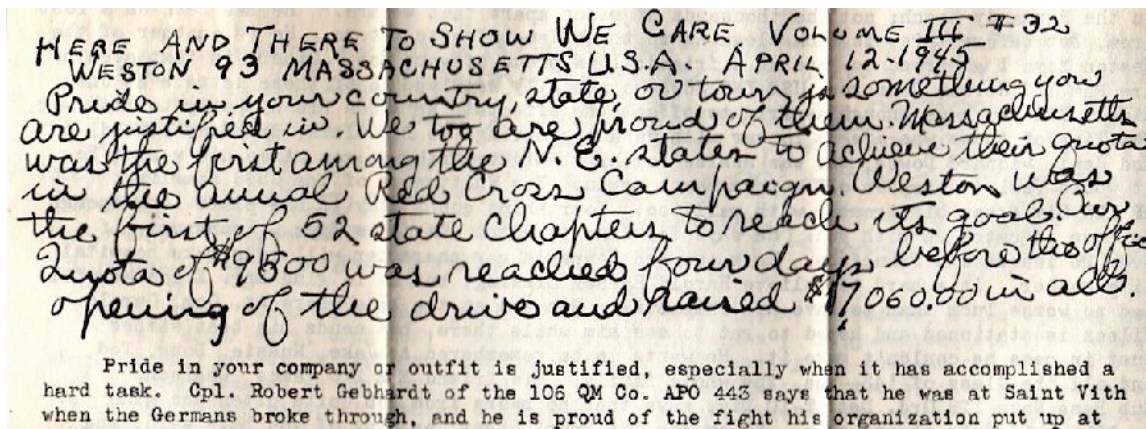 HERE AND THERE TO SHOW WE CARE VOLUME III #32
WESTON 93 MASSACHUSETTS U.S.A. APRIL 12-1945
Pride in your country, state, or town is something you
are justified in. We too are proud of them. Massachusetts
was the first among the N.E. states to achieve their quota
in the annual Red Cross Campaign. Weston was
the first of 52 state Chapters to reach its goal. Our
Quota of $9500 was reached four days before the
opening of the drive and raised $17,060.00 in all.
Pride in your company or outfit is justified, especially when it has accomplished a
hard task. Cpl. Robert Gebhardt of the 106 QM Co. APO 443 says that he was at Saint Vith
when the Germans broke through, and he is proud of the fight his organization put up at